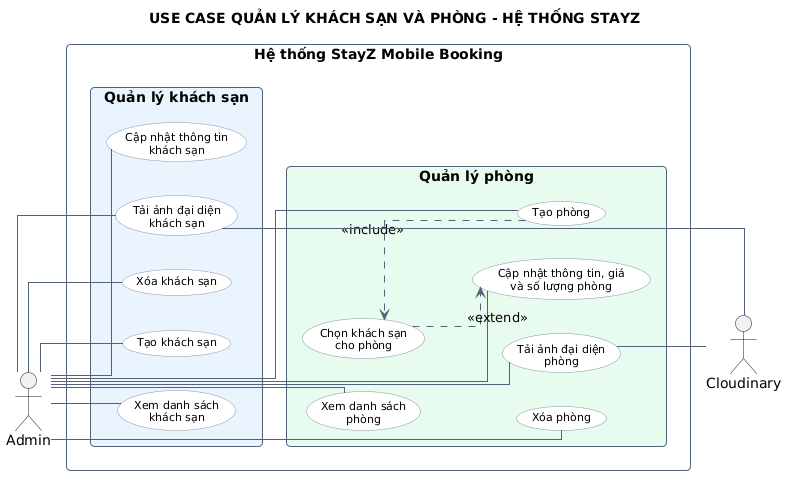 USE CASE QUẢN LÝ KHÁCH SẠN VÀ PHÒNG - HỆ THỐNG STAYZ
Hệ thống StayZ Mobile Booking
Quản lý khách sạn
Cập nhật thông tin
khách sạn
Tải ảnh đại diện
khách sạn
Xóa khách sạn
Tạo khách sạn
Xem danh sách
khách sạn
Quản lý phòng
Tạo phòng
«include»
Cập nhật thông tin, giá
và số lượng phòng
«extend»
Chọn khách sạn
cho phòng
Tải ảnh đại diện
phòng
Xem danh sách
phòng
Xóa phòng
Admin
Cloudinary